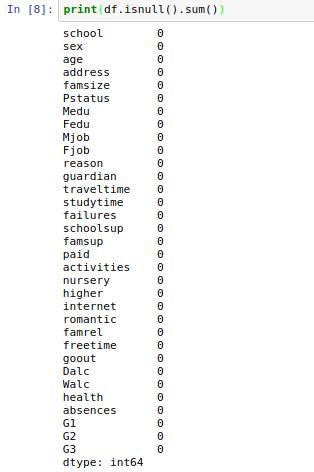 In [8]: print(df.isnull().sum())
school 0
sex 0
age 0
address 0
famsize 0
Pstatus 0
Medu 0
Fedu 0
Mjob 0
Fjob 0
reason 0
guardian 0
traveltime 0
studytime 0
failures 0
schoolsup 0
famsup 0
paid 0
activities 0
nursery 0
higher 0
internet 0
romantic 0
famrel 0
freetime 0
goout 0
Dalc 0
Walc 0
health 0
absences 0
G1 0
G2 0
G3 0
dtype: int64